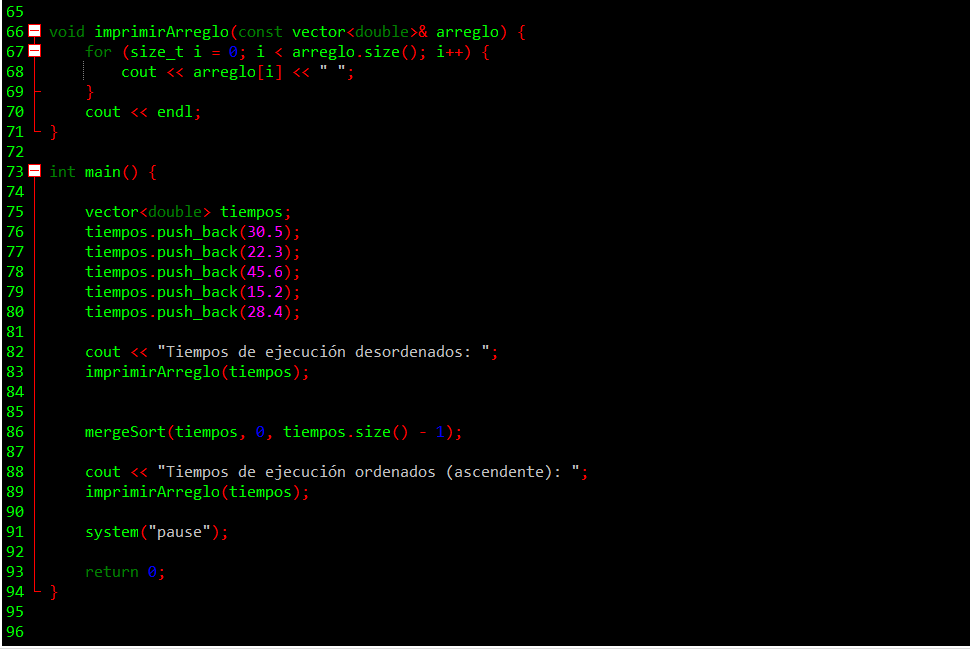 65
66 void imprimirArreglo(const vector<double>& arreglo) {
67     for (size_t i = 0; i < arreglo.size(); i++) {
68         cout << arreglo[i] << " ";
69     }
70     cout << endl;
71 }
72
73 int main() {
74
75     vector<double> tiempos;
76     tiempos.push_back(30.5);
77     tiempos.push_back(22.3);
78     tiempos.push_back(45.6);
79     tiempos.push_back(15.2);
80     tiempos.push_back(28.4);
81
82     cout << "Tiempos de ejecución desordenados: ";
83     imprimirArreglo(tiempos);
84
85
86     mergeSort(tiempos, 0, tiempos.size() - 1);
87
88     cout << "Tiempos de ejecución ordenados (ascendente): ";
89     imprimirArreglo(tiempos);
90
91     system("pause");
92
93     return 0;
94 }
95
96